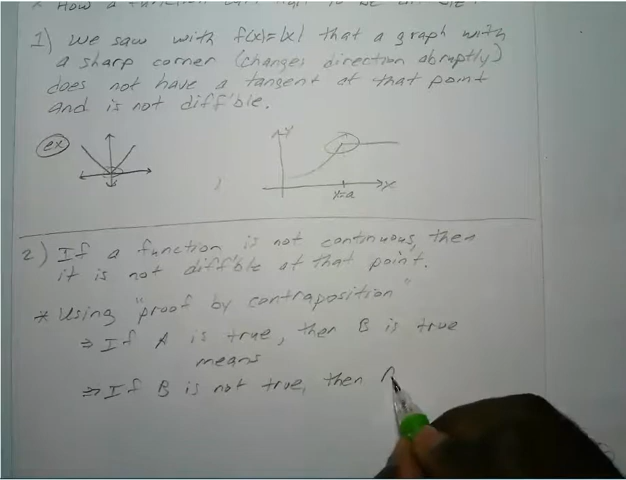 * How a function
1) We saw with f(x)=|x| that a graph with
a sharp corner (changes direction abruptly)
does not have a tangent at that point
and is not diff'ble.
ex
Y
X
x=a
2) If a function is not continuous, then
it is not diff'ble at that point.
* Using "proof by contraposition"
⇒ If A is true, then B is true
means
⇒ If B is not true, then